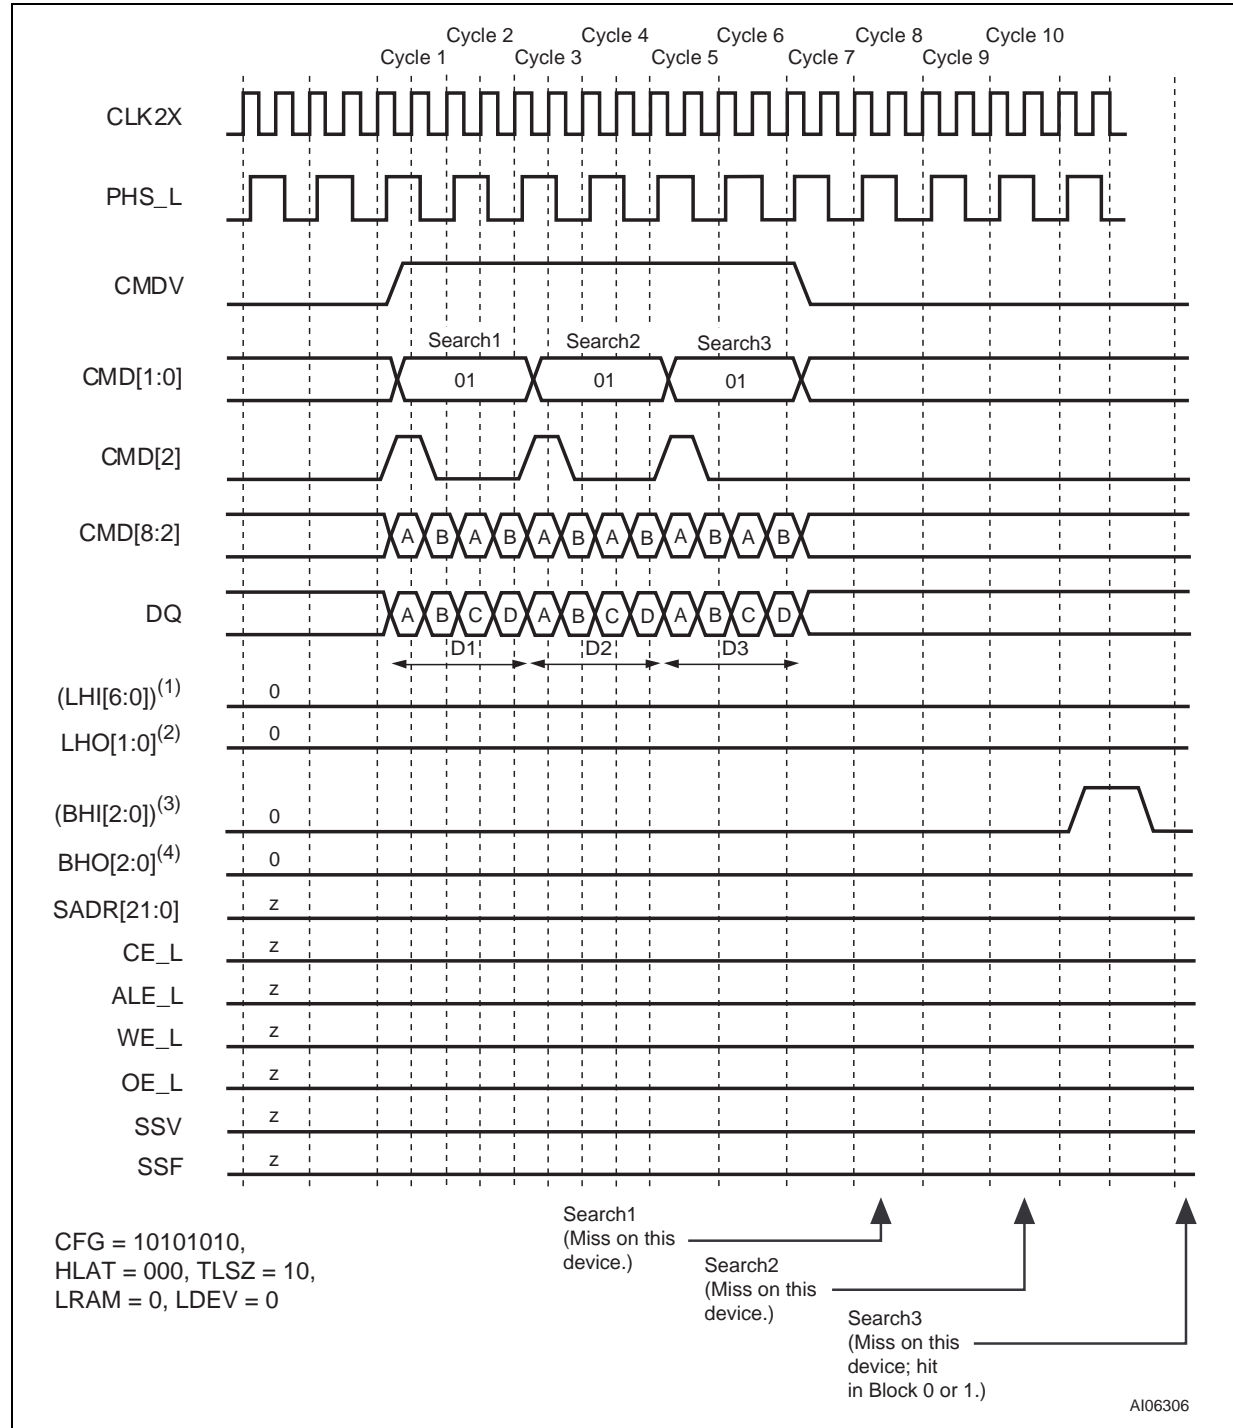 Cycle 2 Cycle 4 Cycle 6 Cycle 8 Cycle 10
Cycle 1 Cycle 3 Cycle 5 Cycle 7 Cycle 9
CLK2X
PHS_L
CMDV
Search1 Search2 Search3
CMD[1:0] 01 01 01
CMD[2]
CMD[8:2] A B A B A B A B A B A B
DQ A B C D A B C D A B C D
D1 D2 D3
(LHI[6:0])(1) 0
LHO[1:0](2) 0
(BHI[2:0])(3) 0
BHO[2:0](4) 0
SADR[21:0] z
CE_L z
ALE_L z
WE_L z
OE_L z
SSV z
SSF z
CFG = 10101010,
HLAT = 000, TLSZ = 10,
LRAM = 0, LDEV = 0
Search1
(Miss on this
device.)
Search2
(Miss on this
device.)
Search3
(Miss on this
device; hit
in Block 0 or 1.)
AI06306